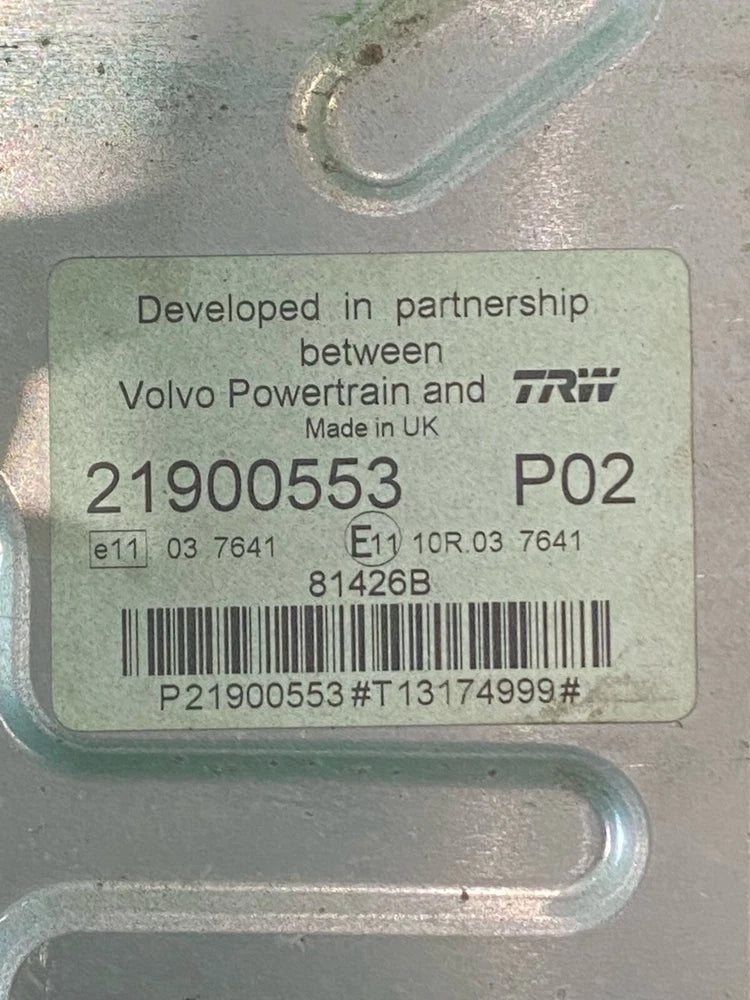 Developed in partnership
between
Volvo Powertrain and TRW
Made in UK
21900553 P02
e11 03 7641 E11 10R.03 7641
81426B
P21900553#T13174999#